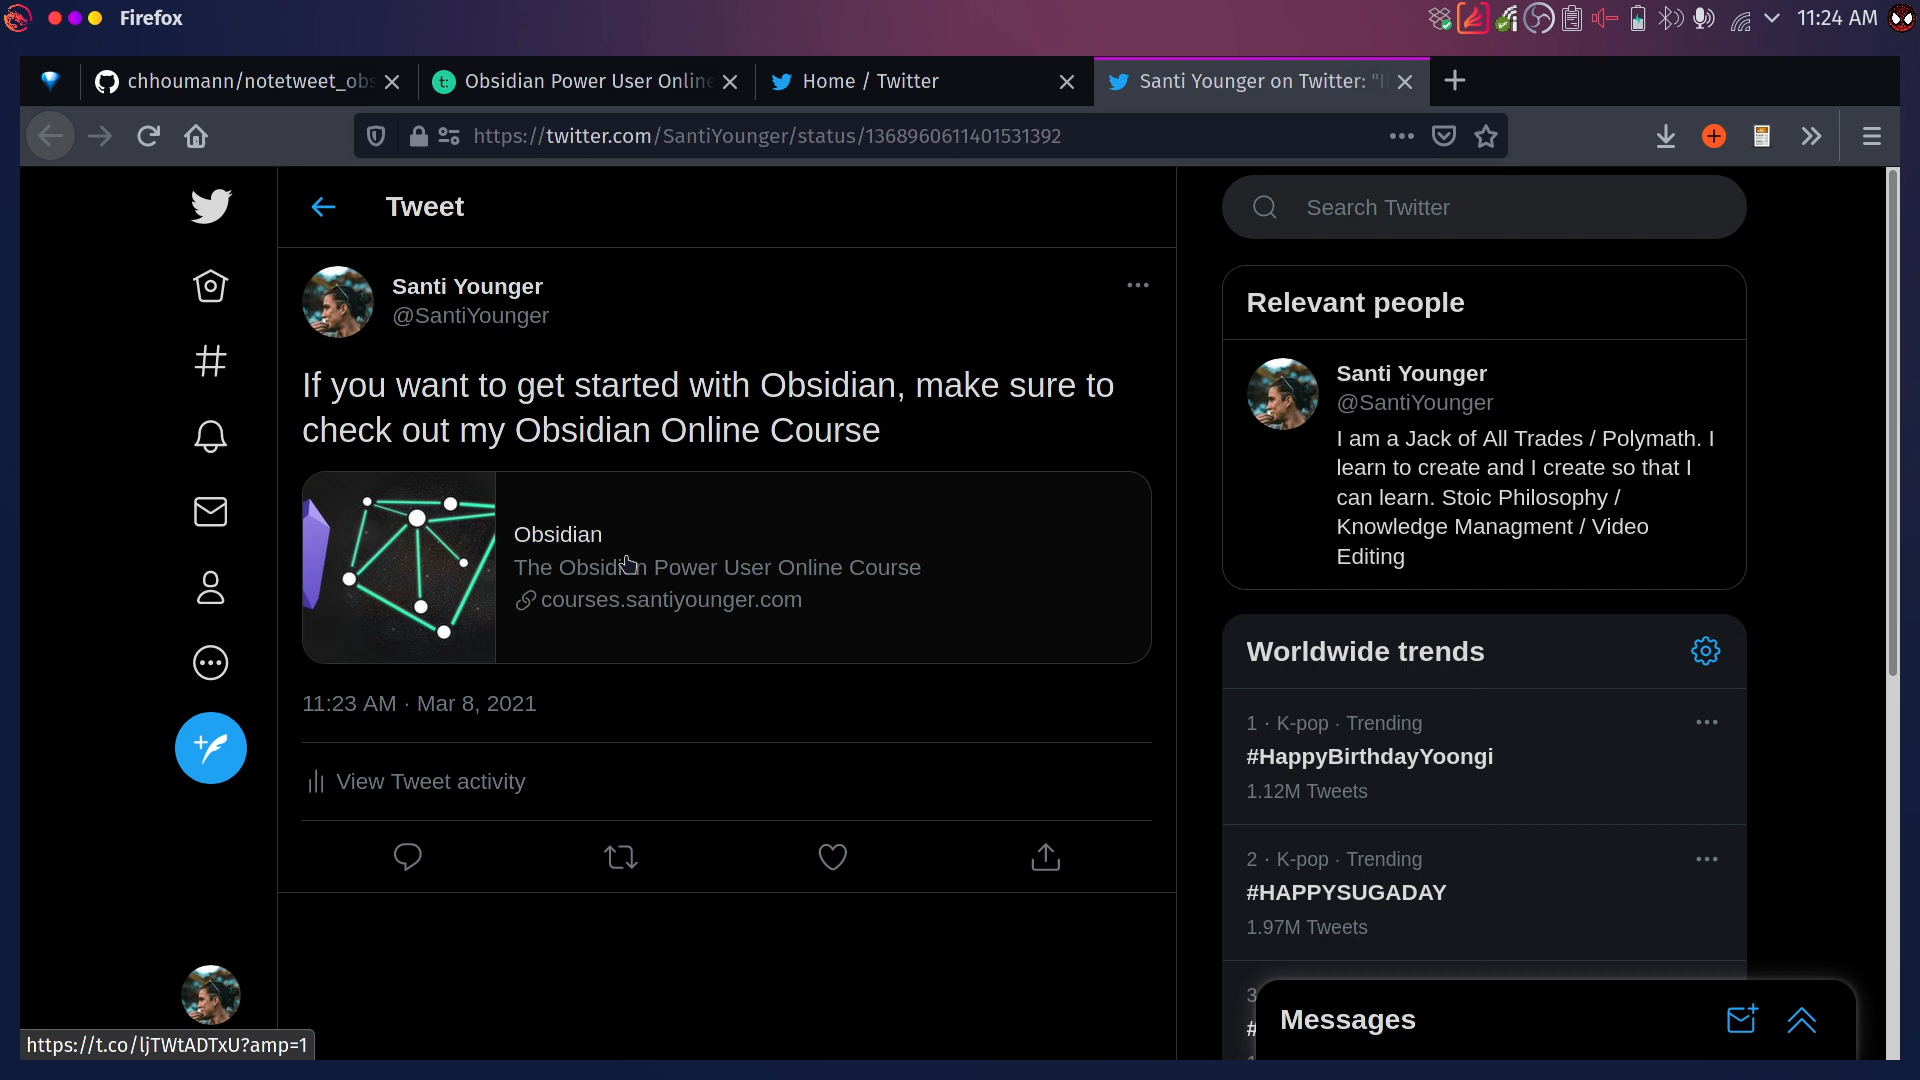 Firefox
11:24 AM
chhoumann/notetweet_obs
Obsidian Power User Online
Home / Twitter
Santi Younger on Twitter: "I
https://twitter.com/SantiYounger/status/1368960611401531392
Tweet
Search Twitter
Santi Younger
@SantiYounger
If you want to get started with Obsidian, make sure to
check out my Obsidian Online Course
Obsidian
The Obsidian Power User Online Course
courses.santiyounger.com
11:23 AM · Mar 8, 2021
View Tweet activity
Relevant people
Santi Younger
@SantiYounger
I am a Jack of All Trades / Polymath. I
learn to create and I create so that I
can learn. Stoic Philosophy /
Knowledge Managment / Video
Editing
Worldwide trends
1 · K-pop · Trending
#HappyBirthdayYoongi
1.12M Tweets
2 · K-pop · Trending
#HAPPYSUGADAY
1.97M Tweets
3
#
Messages
https://t.co/ljTWtADTxU?amp=1